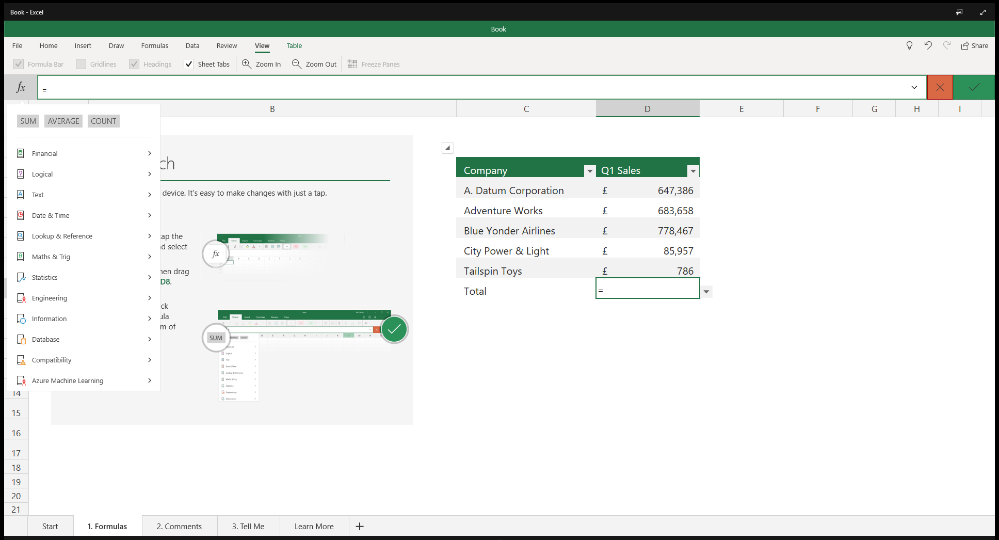 Book - Excel
Book
File Home Insert Draw Formulas Data Review View Table Share
Formula Bar Gridlines Headings Sheet Tabs Zoom In Zoom Out Freeze Panes
fx =
B C D E F G H I
SUM AVERAGE COUNT
Financial
Logical
Text
Date & Time
Lookup & Reference
Maths & Trig
Statistics
Engineering
Information
Database
Compatibility
Azure Machine Learning
ch
device. It's easy to make changes with just a tap.
tap the
nd select
hen drag
D8.
ck
ula
m of
fx
SUM
Company Q1 Sales
A. Datum Corporation £ 647,386
Adventure Works £ 683,658
Blue Yonder Airlines £ 778,467
City Power & Light £ 85,957
Tailspin Toys £ 786
Total =
14
15
16
17
18
19
20
21
Start 1. Formulas 2. Comments 3. Tell Me Learn More +